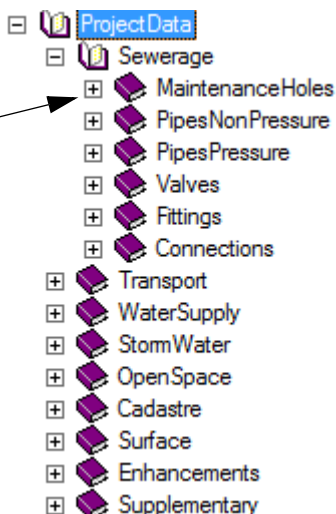 ProjectData
Sewerage
MaintenanceHoles
PipesNonPressure
PipesPressure
Valves
Fittings
Connections
Transport
WaterSupply
StormWater
OpenSpace
Cadastre
Surface
Enhancements
Supplementary